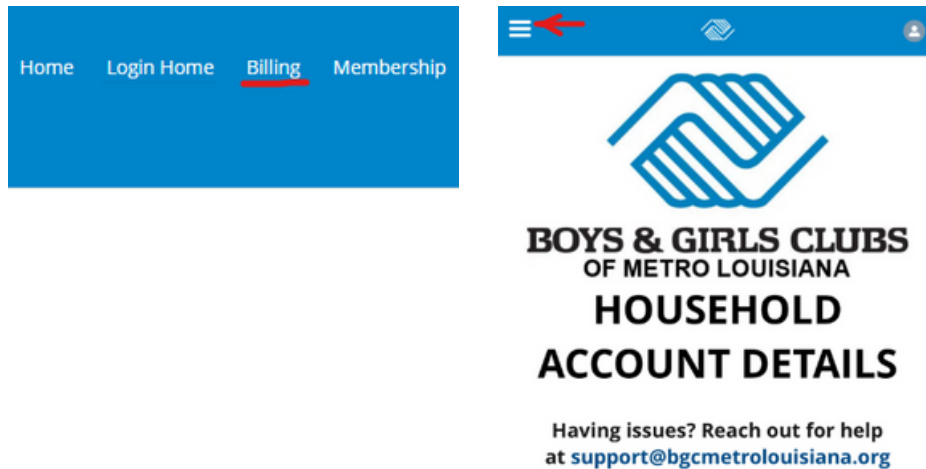 Home Login Home Billing Membership
BOYS & GIRLS CLUBS
OF METRO LOUISIANA
HOUSEHOLD
ACCOUNT DETAILS
Having issues? Reach out for help
at support@bgcmetrolouisiana.org